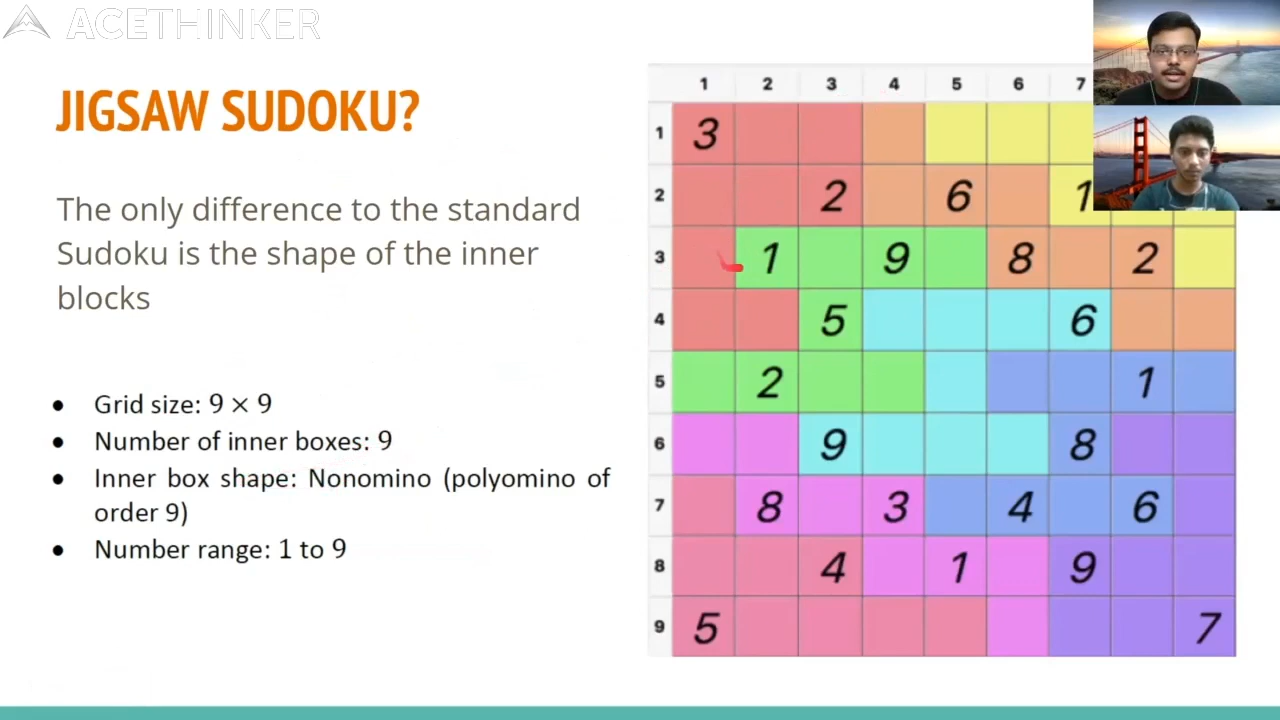 ACETHINKER
JIGSAW SUDOKU?
The only difference to the standard
Sudoku is the shape of the inner
blocks
• Grid size: 9 × 9
• Number of inner boxes: 9
• Inner box shape: Nonomino (polyomino of
order 9)
• Number range: 1 to 9
1 2 3 4 5 6 7
1 3
2 2 6 1
3 1 9 8 2
4 5 6
5 2 1
6 9 8
7 8 3 4 6
8 4 1 9
9 5 7